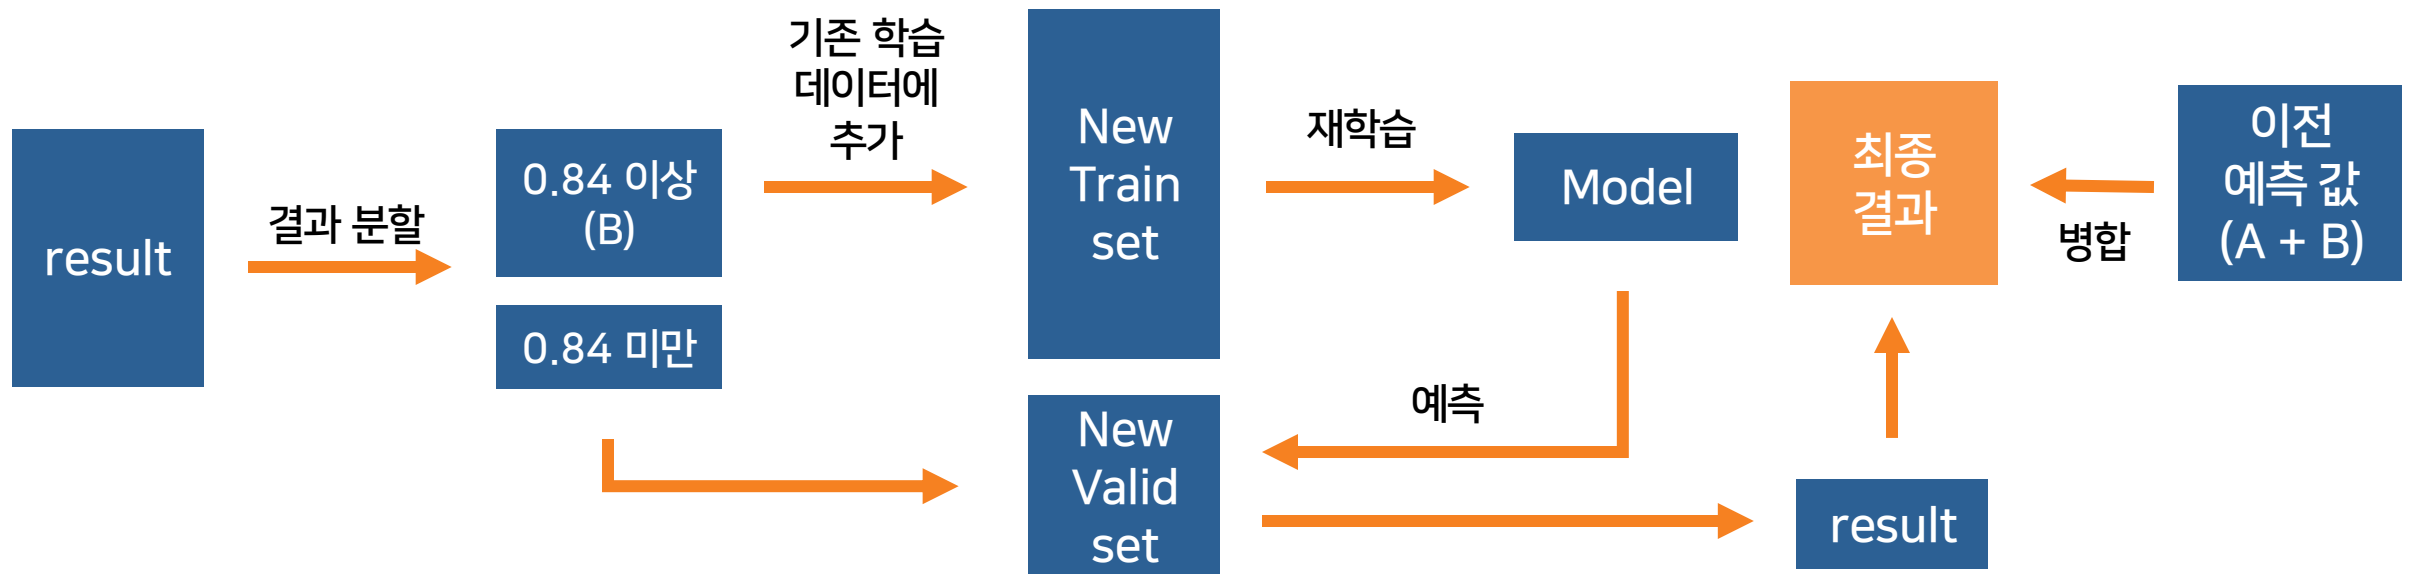 result
결과 분할
0.84 이상
(B)
0.84 미만
기존 학습
데이터에
추가
New
Train
set
New
Valid
set
재학습
Model
예측
result
최종
결과
병합
이전
예측 값
(A + B)